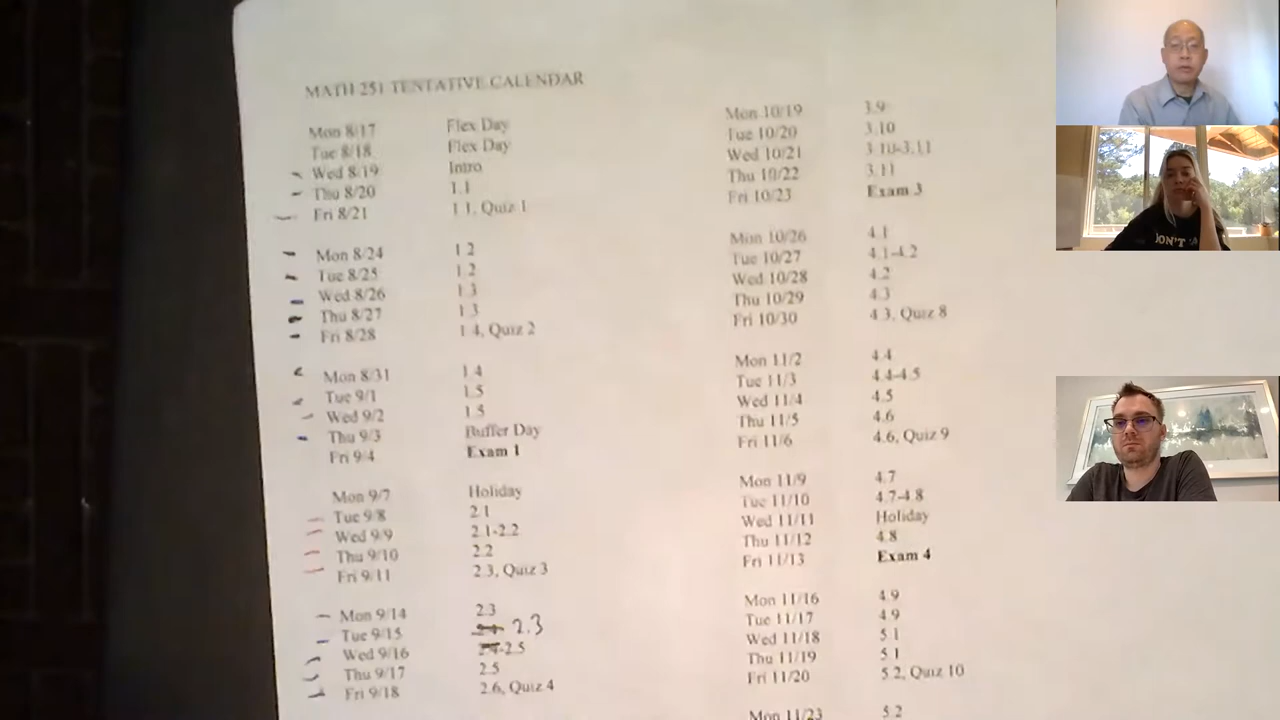 MATH 251 TENTATIVE CALENDAR
Mon 8/17 Flex Day
Tue 8/18 Flex Day
Wed 8/19 Intro
Thu 8/20 1.1
Fri 8/21 1.1, Quiz 1
Mon 8/24 1.2
Tue 8/25 1.2
Wed 8/26 1.3
Thu 8/27 1.3
Fri 8/28 1.4, Quiz 2
Mon 8/31 1.4
Tue 9/1 1.5
Wed 9/2 1.5
Thu 9/3 Buffer Day
Fri 9/4 Exam 1
Mon 9/7 Holiday
Tue 9/8 2.1
Wed 9/9 2.1-2.2
Thu 9/10 2.2
Fri 9/11 2.3, Quiz 3
Mon 9/14 2.3
Tue 9/15 2.3
Wed 9/16 2.4-2.5
Thu 9/17 2.5
Fri 9/18 2.6, Quiz 4
Mon 10/19 3.9
Tue 10/20 3.10
Wed 10/21 3.10-3.11
Thu 10/22 3.11
Fri 10/23 Exam 3
Mon 10/26 4.1
Tue 10/27 4.1-4.2
Wed 10/28 4.2
Thu 10/29 4.3
Fri 10/30 4.3, Quiz 8
Mon 11/2 4.4
Tue 11/3 4.4-4.5
Wed 11/4 4.5
Thu 11/5 4.6
Fri 11/6 4.6, Quiz 9
Mon 11/9 4.7
Tue 11/10 4.7-4.8
Wed 11/11 Holiday
Thu 11/12 4.8
Fri 11/13 Exam 4
Mon 11/16 4.9
Tue 11/17 4.9
Wed 11/18 5.1
Thu 11/19 5.1
Fri 11/20 5.2, Quiz 10
Mon 11/23 5.2
DON'T